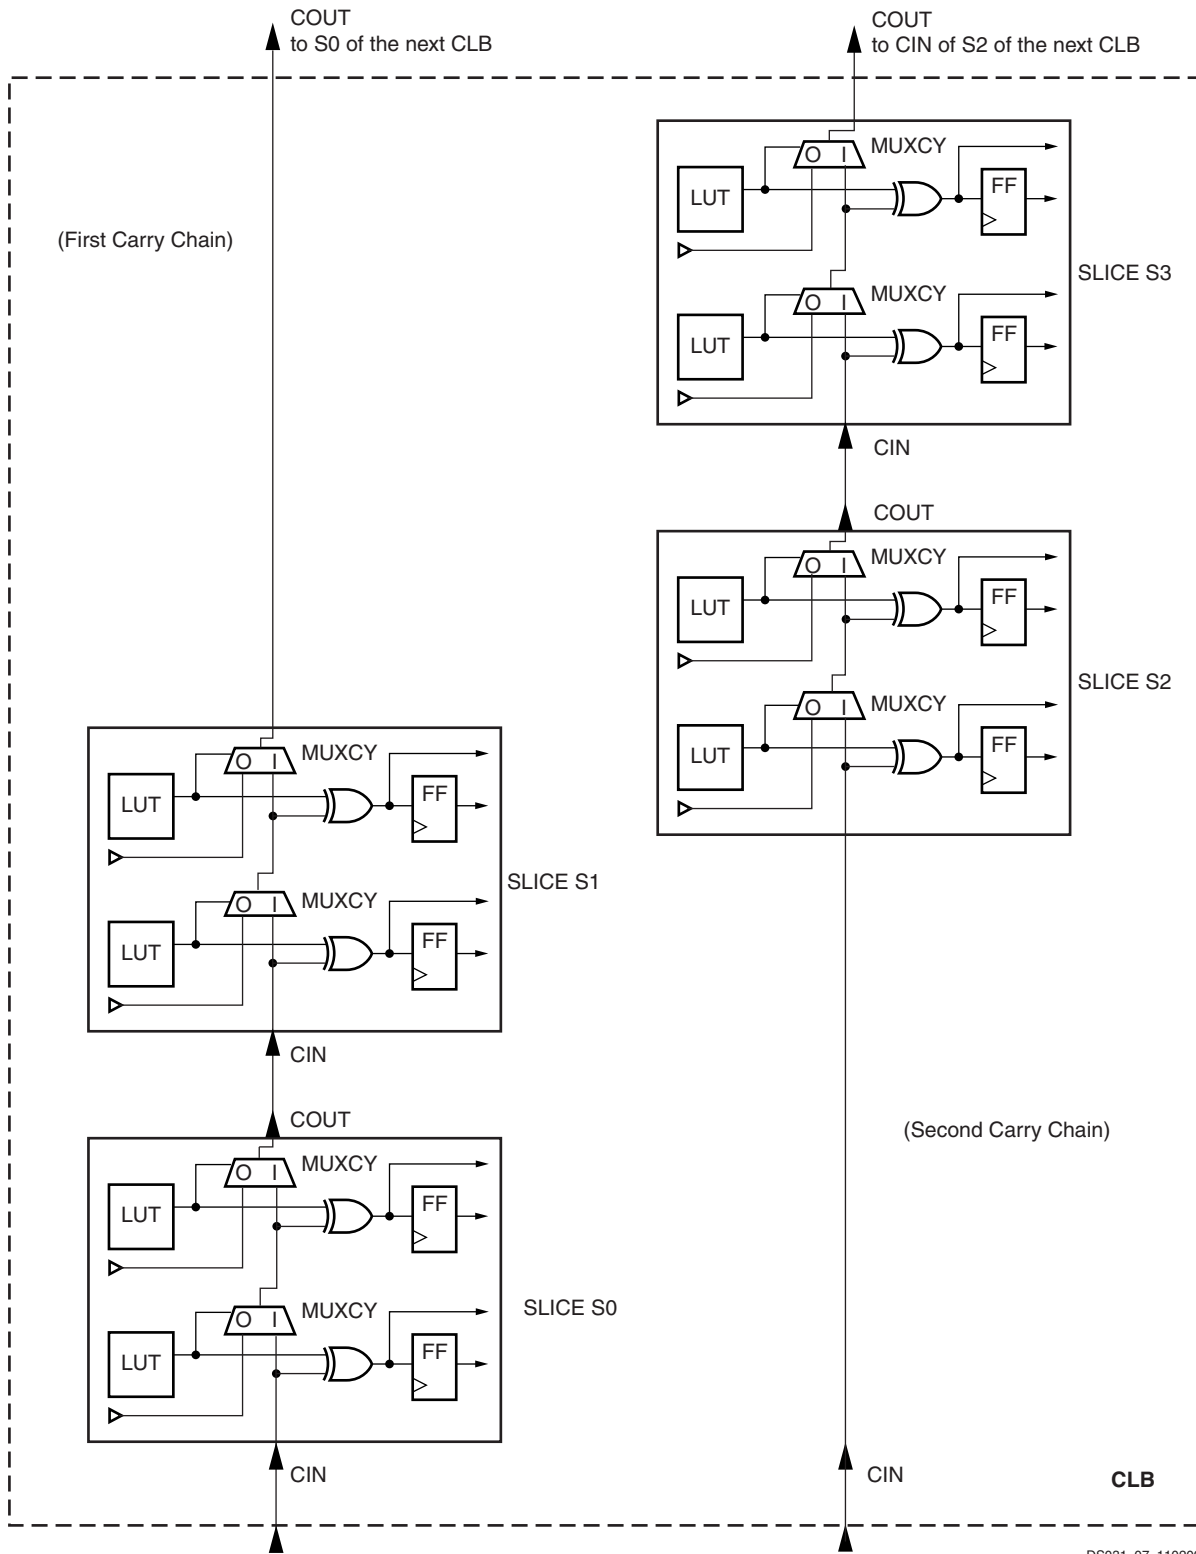 COUT
to S0 of the next CLB
COUT
to CIN of S2 of the next CLB
(First Carry Chain)
O I MUXCY
LUT
FF
SLICE S3
O I MUXCY
LUT
FF
CIN
COUT
O I MUXCY
LUT
FF
SLICE S2
O I MUXCY
LUT
FF
O I MUXCY
LUT
FF
SLICE S1
O I MUXCY
LUT
FF
CIN
COUT
(Second Carry Chain)
O I MUXCY
LUT
FF
SLICE S0
O I MUXCY
LUT
FF
CIN
CIN
CLB